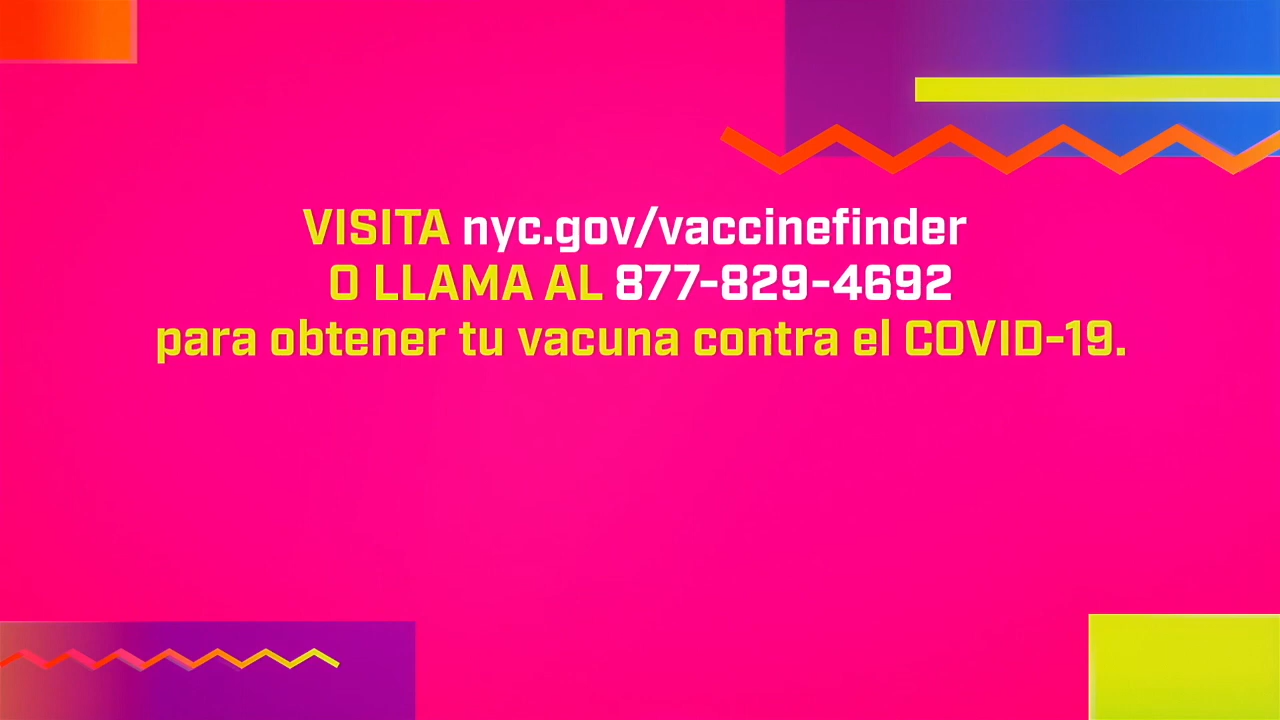 VISITA nyc.gov/vaccinefinder
O LLAMA AL 877-829-4692
para obtener tu vacuna contra el COVID-19.